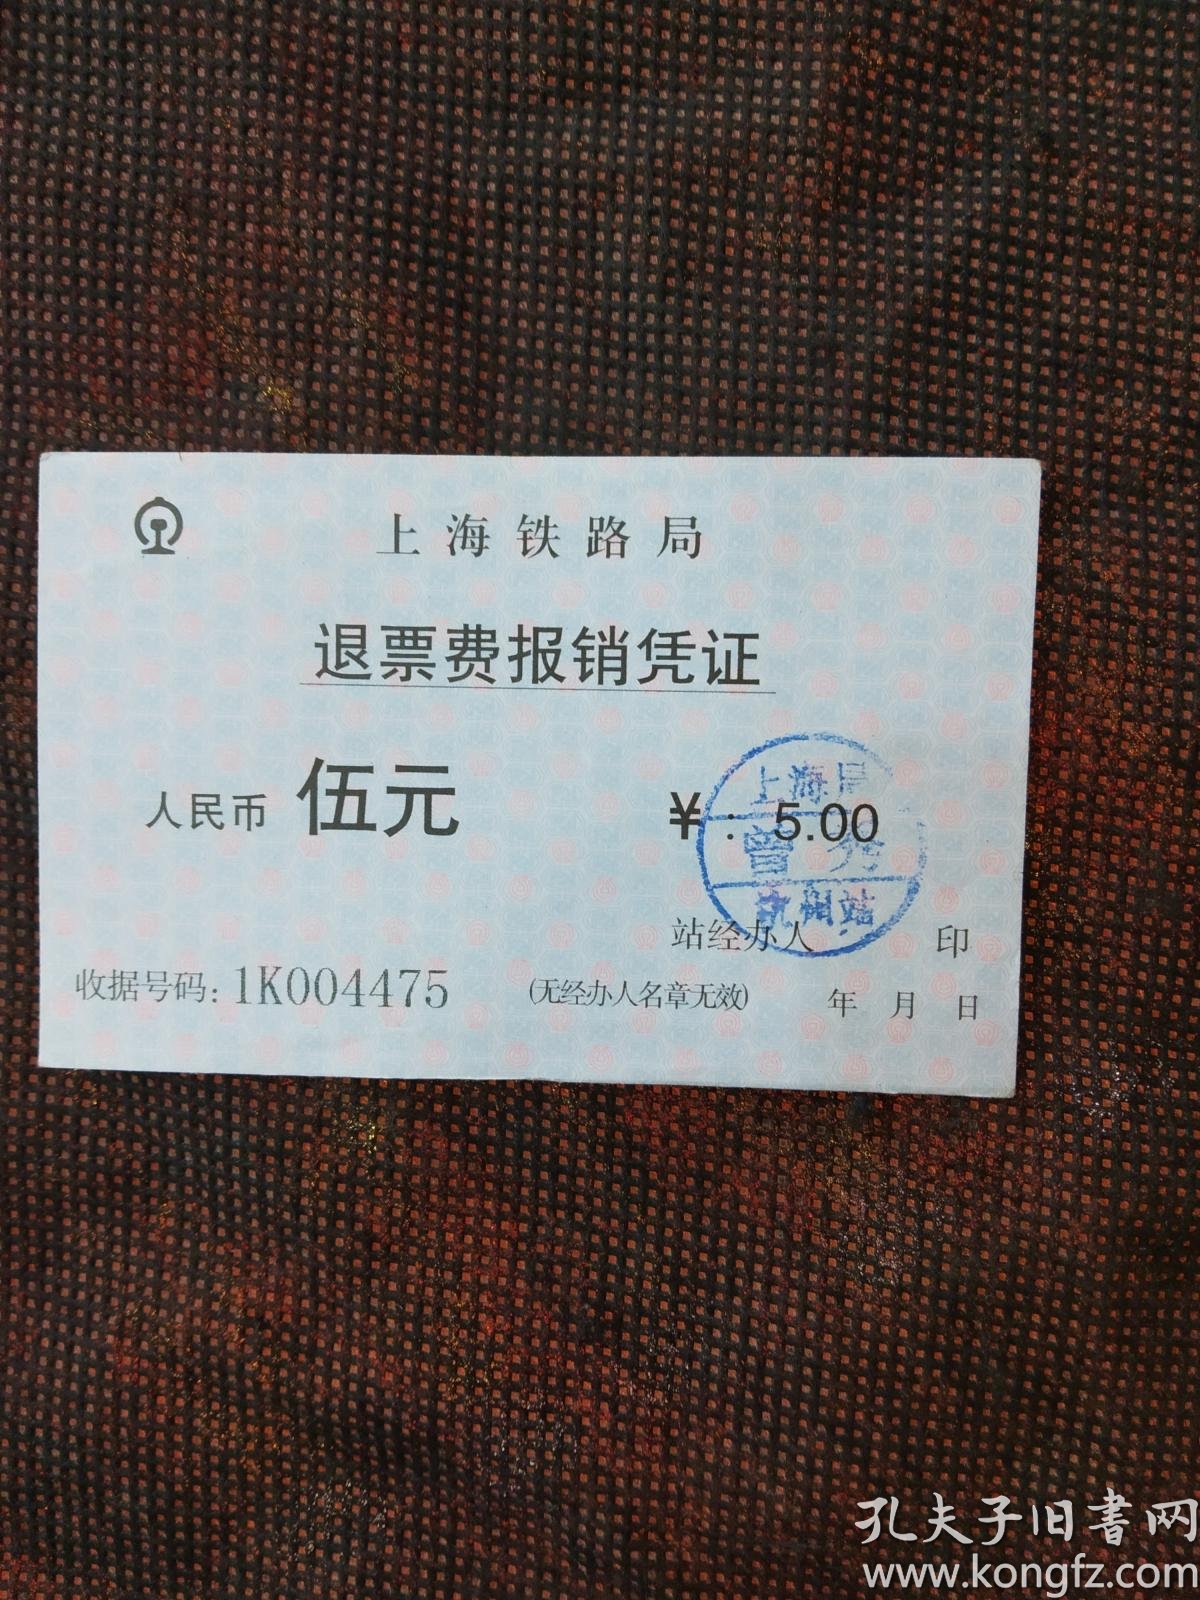 上海铁路局
退票费报销凭证
人民币 伍元 ¥: 5.00
上海局
曾
杭州站
站经办人 印
收据号码: 1K004475 (无经办人名章无效) 年 月 日
孔夫子旧书网
www.kongfz.com